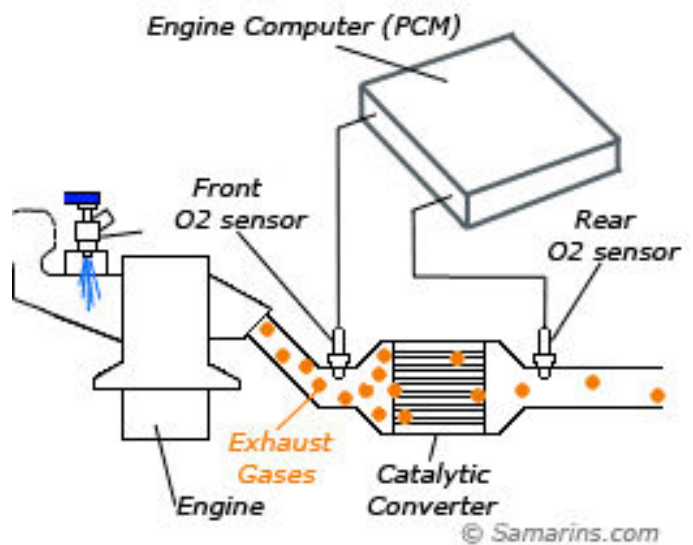 Engine Computer (PCM)
Front
O2 sensor
Rear
O2 sensor
Exhaust
Gases
Engine
Catalytic
Converter
© Samarins.com